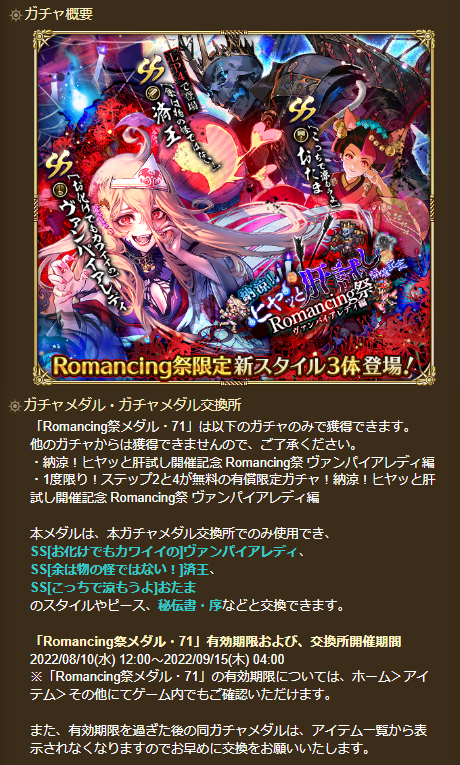 ガチャ概要
SS
レイドで登場
「余は物の怪ではない!」
済王
SS
「こっちで涼もうよ」
おたま
SS
「お化けでもカワイイの」
ヴァンパイアレディ
納涼!!
ヒヤッと肝試し
開催記念
Romancing祭
ヴァンパイアレディ編
Romancing祭限定新スタイル3体登場!
ガチャメダル・ガチャメダル交換所
「Romancing祭メダル・71」は以下のガチャのみで獲得できます。
他のガチャからは獲得できませんので、ご了承ください。
・納涼!ヒヤッと肝試し開催記念 Romancing祭 ヴァンパイアレディ編
・1度限り!ステップ2と4が無料の有償限定ガチャ!納涼!ヒヤッと肝
試し開催記念 Romancing祭 ヴァンパイアレディ編
本メダルは、本ガチャメダル交換所でのみ使用でき、
SS[お化けでもカワイイの]ヴァンパイアレディ、
SS[余は物の怪ではない!]済王、
SS[こっちで涼もうよ]おたま
のスタイルやピース、秘伝書・序などと交換できます。
「Romancing祭メダル・71」有効期限および、交換所開催期間
2022/08/10(水) 12:00～2022/09/15(木) 04:00
※「Romancing祭メダル・71」の有効期限については、ホーム＞アイ
テム＞その他にてゲーム内でもご確認いただけます。
また、有効期限を過ぎた後の同ガチャメダルは、アイテム一覧から表
示されなくなりますのでお早めに交換をお願いいたします。